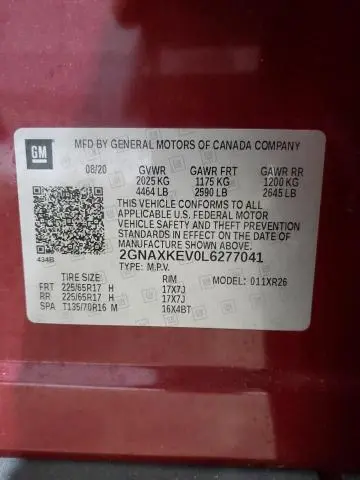 GM
MFD BY GENERAL MOTORS OF CANADA COMPANY
08/20 GVWR GAWR FRT GAWR RR
2025 KG 1175 KG 1200 KG
4464 LB 2590 LB 2645 LB
THIS VEHICLE CONFORMS TO ALL
APPLICABLE U.S. FEDERAL MOTOR
VEHICLE SAFETY AND THEFT PREVENTION
STANDARDS IN EFFECT ON THE DATE OF
MANUFACTURE SHOWN ABOVE.
434B
2GNAXKEV0L6277041
TYPE: M.P.V.
TIRE SIZE RIM MODEL: 011XR26
FRT 225/65R17 H 17X7J
RR 225/65R17 H 17X7J
SPA T135/70R16 M 16X4BT